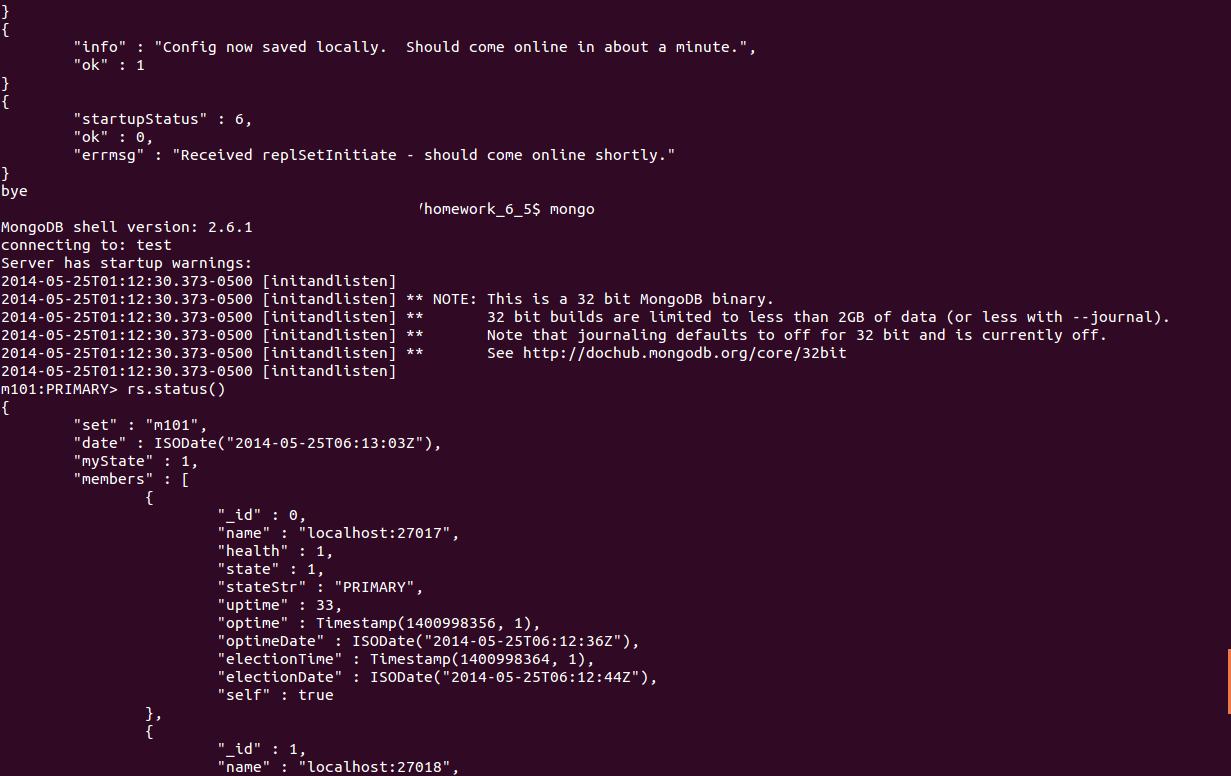 }
{
        "info" : "Config now saved locally.  Should come online in about a minute.",
        "ok" : 1
}
{
        "startupStatus" : 6,
        "ok" : 0,
        "errmsg" : "Received replSetInitiate - should come online shortly."
}
bye
/homework_6_5$ mongo
MongoDB shell version: 2.6.1
connecting to: test
Server has startup warnings:
2014-05-25T01:12:30.373-0500 [initandlisten]
2014-05-25T01:12:30.373-0500 [initandlisten] ** NOTE: This is a 32 bit MongoDB binary.
2014-05-25T01:12:30.373-0500 [initandlisten] **       32 bit builds are limited to less than 2GB of data (or less with --journal).
2014-05-25T01:12:30.373-0500 [initandlisten] **       Note that journaling defaults to off for 32 bit and is currently off.
2014-05-25T01:12:30.373-0500 [initandlisten] **       See http://dochub.mongodb.org/core/32bit
2014-05-25T01:12:30.373-0500 [initandlisten]
m101:PRIMARY> rs.status()
{
        "set" : "m101",
        "date" : ISODate("2014-05-25T06:13:03Z"),
        "myState" : 1,
        "members" : [
                {
                        "_id" : 0,
                        "name" : "localhost:27017",
                        "health" : 1,
                        "state" : 1,
                        "stateStr" : "PRIMARY",
                        "uptime" : 33,
                        "optime" : Timestamp(1400998356, 1),
                        "optimeDate" : ISODate("2014-05-25T06:12:36Z"),
                        "electionTime" : Timestamp(1400998364, 1),
                        "electionDate" : ISODate("2014-05-25T06:12:44Z"),
                        "self" : true
                },
                {
                        "_id" : 1,
                        "name" : "localhost:27018",